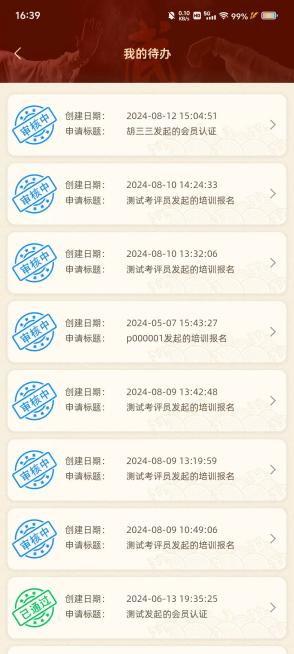 16:39
0.10 KB/s HD 5G 99%
我的待办
创建日期： 2024-08-12 15:04:51
审核中
申请标题： 胡三三发起的会员认证
创建日期： 2024-08-10 14:24:33
审核中
申请标题： 测试考评员发起的培训报名
创建日期： 2024-08-10 13:32:06
审核中
申请标题： 测试考评员发起的培训报名
创建日期： 2024-05-07 15:43:27
审核中
申请标题： p000001发起的培训报名
创建日期： 2024-08-09 13:42:48
审核中
申请标题： 测试考评员发起的培训报名
创建日期： 2024-08-09 13:19:59
审核中
申请标题： 测试考评员发起的培训报名
创建日期： 2024-08-09 10:49:06
审核中
申请标题： 测试考评员发起的培训报名
创建日期： 2024-06-13 19:35:25
已通过
申请标题： 测试发起的会员认证